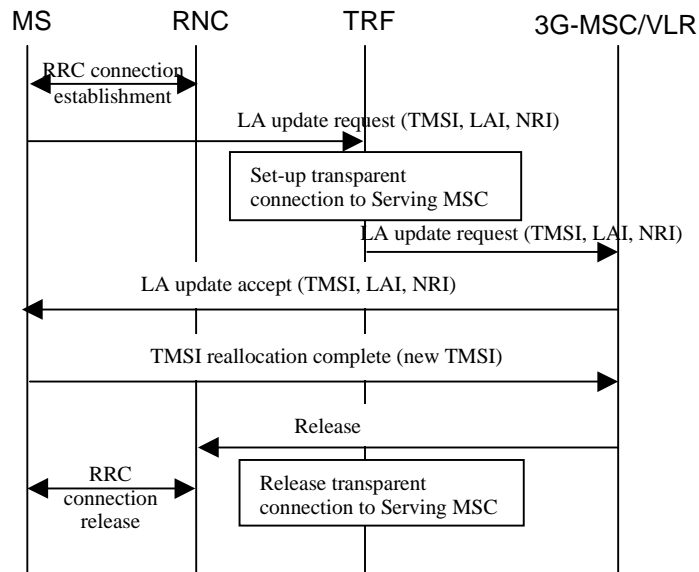 MS
RNC
TRF
3G-MSC/VLR
RRC connection
establishment
LA update request (TMSI, LAI, NRI)
Set-up transparent
connection to Serving MSC
LA update request (TMSI, LAI, NRI)
LA update accept (TMSI, LAI, NRI)
TMSI reallocation complete (new TMSI)
Release
RRC
connection
release
Release transparent
connection to Serving MSC